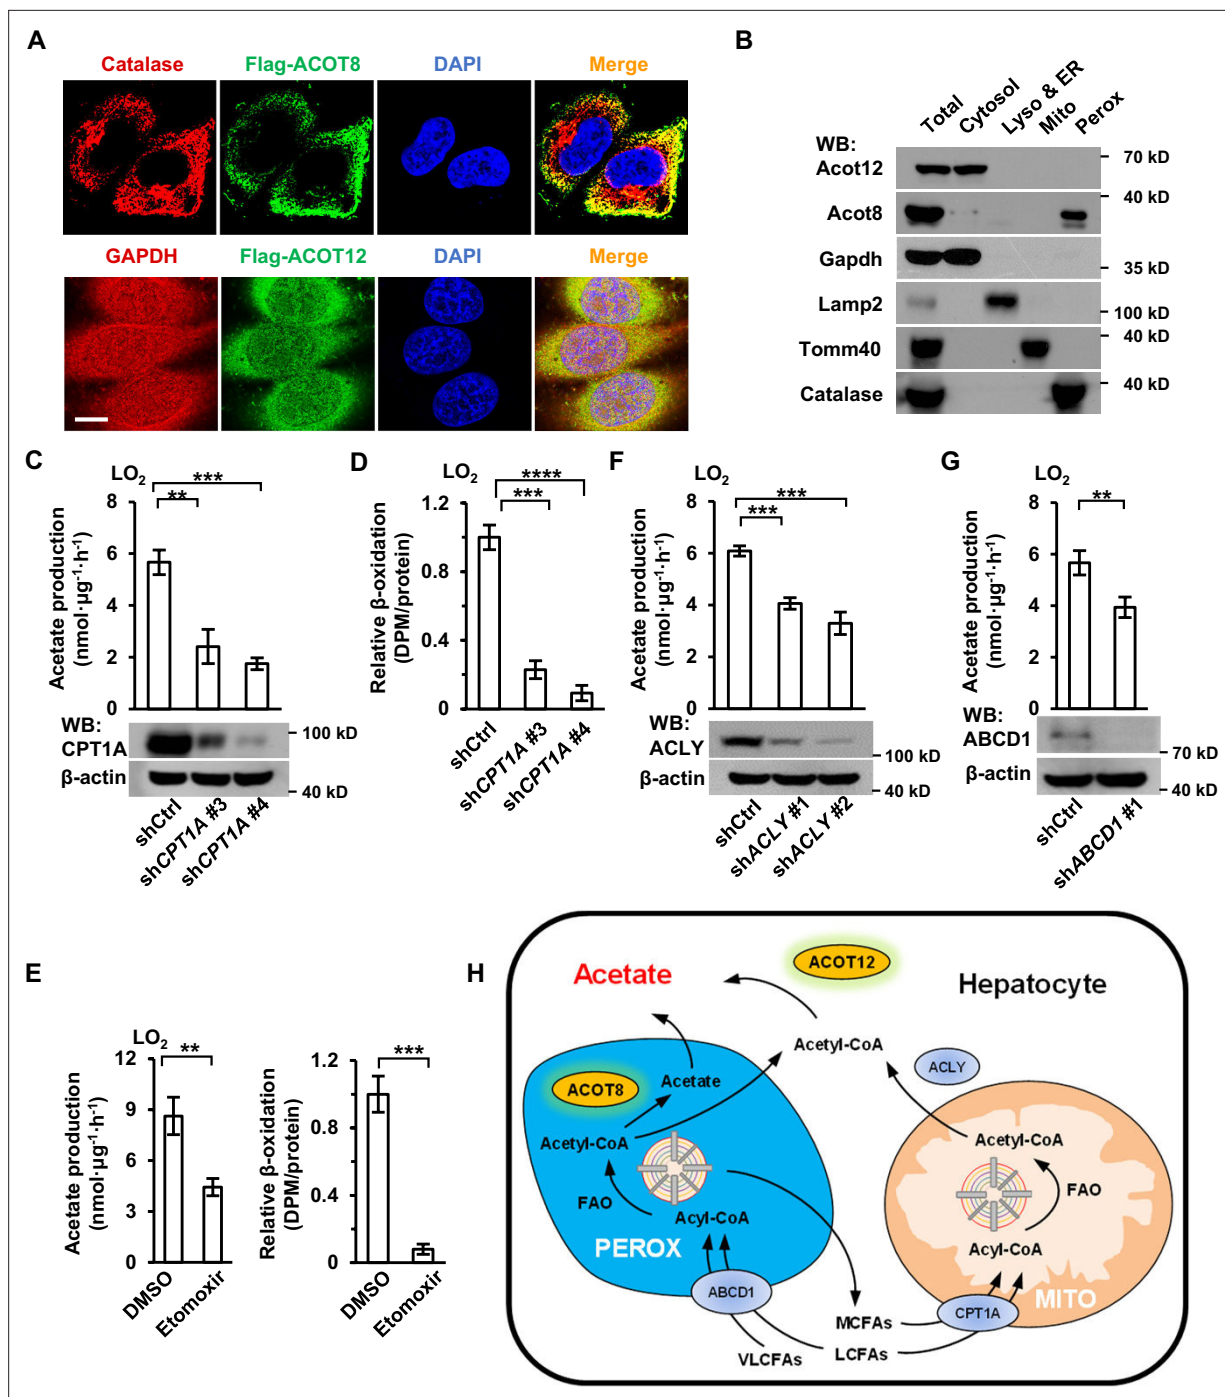 A
Catalase Flag-ACOT8 DAPI Merge
GAPDH Flag-ACOT12 DAPI Merge
B
Total Cytosol Lyso & ER Mito Perox
WB:
Acot12
70 kD
Acot8
40 kD
Gapdh
35 kD
Lamp2
100 kD
Tomm40
40 kD
Catalase
40 kD
C
LO2
*** 
**
Acetate production
(nmol·μg-1·h-1)
8
6
4
2
0
WB:
CPT1A
100 kD
β-actin
40 kD
shCtrl
shCPT1A #3
shCPT1A #4
D
LO2
****
***
Relative β-oxidation
(DPM/protein)
1.2
0.8
0.4
0
shCtrl
shCPT1A #3
shCPT1A #4
F
LO2
***
***
Acetate production
(nmol·μg-1·h-1)
8
6
4
2
0
WB:
ACLY
100 kD
β-actin
40 kD
shCtrl
shACLY #1
shACLY #2
G
LO2
**
Acetate production
(nmol·μg-1·h-1)
8
6
4
2
0
WB:
ABCD1
70 kD
β-actin
40 kD
shCtrl
shABCD1 #1
E
LO2
**
Acetate production
(nmol·μg-1·h-1)
12
9
6
3
0
DMSO
Etomoxir
***
Relative β-oxidation
(DPM/protein)
1.2
0.8
0.4
0
DMSO
Etomoxir
H
ACOT12
Acetate
Hepatocyte
Acetyl-CoA
ACLY
ACOT8
Acetate
Acetyl-CoA
FAO
Acyl-CoA
PEROX
ABCD1
VLCFAs
MCFAs
LCFAs
Acetyl-CoA
FAO
Acyl-CoA
MITO
CPT1A